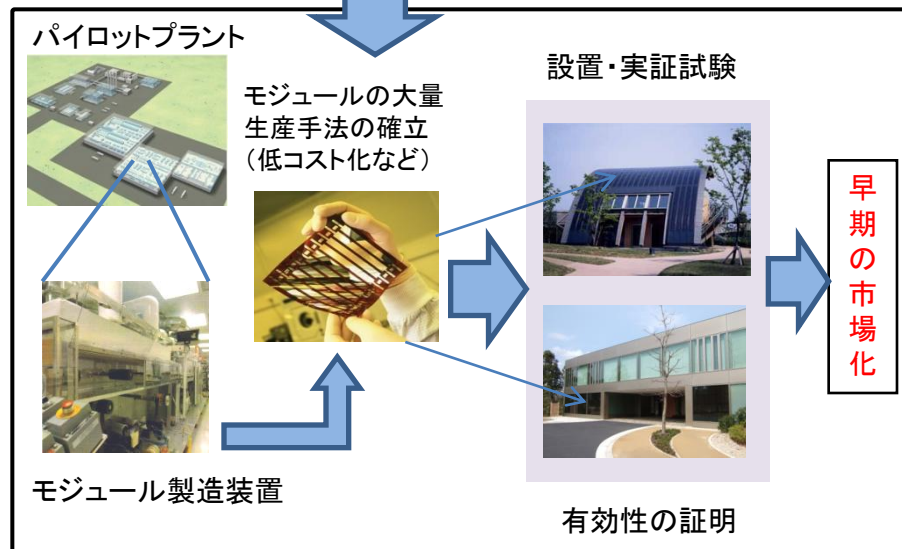 パイロットプラント
モジュールの大量
生産手法の確立
（低コスト化など）
設置・実証試験
早期の市場化
モジュール製造装置
有効性の証明